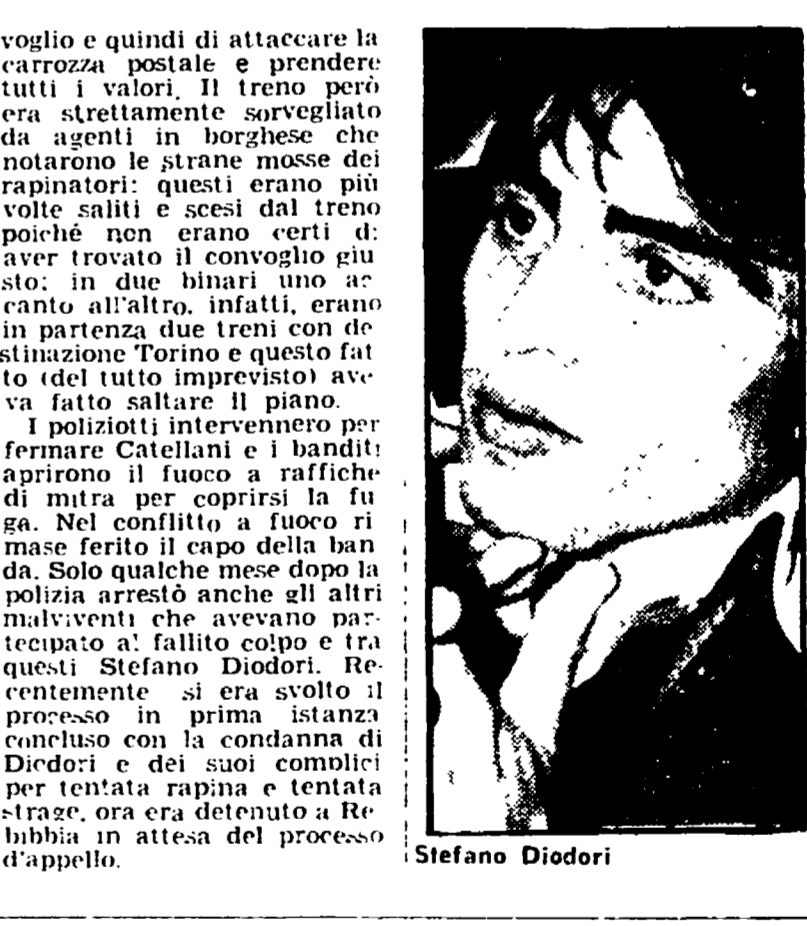 voglio e quindi di attaccare la
carrozza postale e prendere
tutti i valori. Il treno però
era strettamente sorvegliato
da agenti in borghese che
notarono le strane mosse dei
rapinatori: questi erano più
volte saliti e scesi dal treno
poiché non erano certi di
aver trovato il convoglio giu
sto: in due binari uno ac
canto all'altro, infatti, erano
in partenza due treni con de
stinazione Torino e questo fat
to (del tutto imprevisto) ave
va fatto saltare il piano.
I poliziotti intervennero per
fermare Catellani e i banditi
aprirono il fuoco a raffiche
di mitra per coprirsi la fu
ga. Nel conflitto a fuoco ri
mase ferito il capo della ban
da. Solo qualche mese dopo la
polizia arrestò anche gli altri
malviventi che avevano par-
tecipato al fallito colpo e tra
questi Stefano Diodori. Re-
centemente si era svolto il
processo in prima istanza
concluso con la condanna di
Diodori e dei suoi complici
per tentata rapina e tentata
strage, ora era detenuto a Re
bibbia in attesa del processo
d'appello.
Stefano Diodori